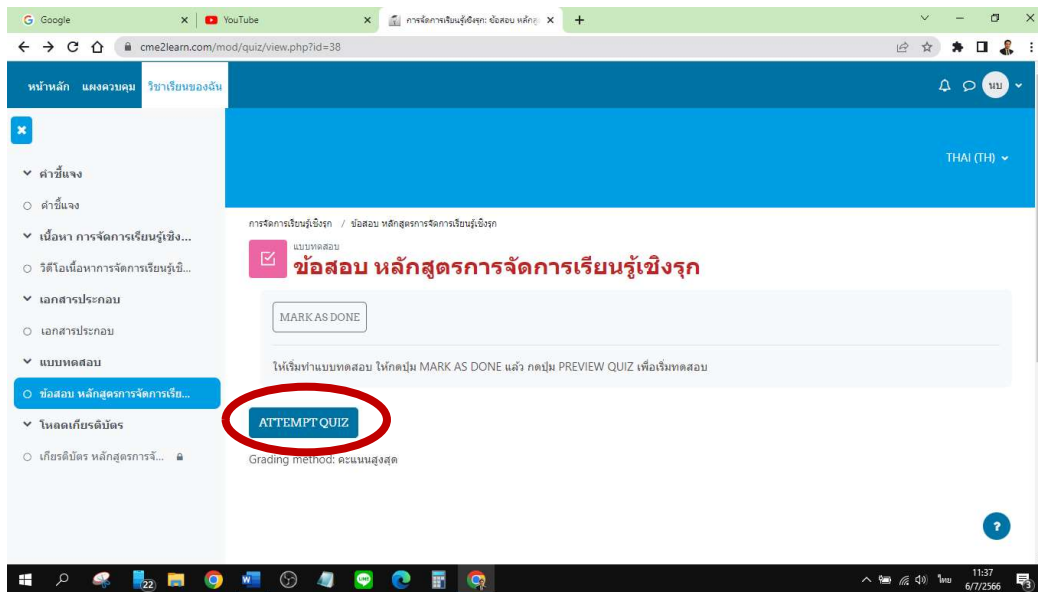 Google
YouTube
การจัดการเรียนรู้เชิงรุก: ข้อสอบ หลักสู
cme2learn.com/mod/quiz/view.php?id=38
หน้าหลัก แผงควบคุม วิชาเรียนของฉัน
นบ
THAI (TH)
คำชี้แจง
คำชี้แจง
เนื้อหา การจัดการเรียนรู้เชิง...
วิดีโอเนื้อหาการจัดการเรียนรู้เชิ...
เอกสารประกอบ
เอกสารประกอบ
แบบทดสอบ
ข้อสอบ หลักสูตรการจัดการเรีย...
โหลดเกียรติบัตร
เกียรติบัตร หลักสูตรการจั...
การจัดการเรียนรู้เชิงรุก / ข้อสอบ หลักสูตรการจัดการเรียนรู้เชิงรุก
แบบทดสอบ
ข้อสอบ หลักสูตรการจัดการเรียนรู้เชิงรุก
MARK AS DONE
ให้เริ่มทำแบบทดสอบ ให้กดปุ่ม MARK AS DONE แล้ว กดปุ่ม PREVIEW QUIZ เพื่อเริ่มทดสอบ
ATTEMPT QUIZ
Grading method: คะแนนสูงสุด
?
22
ไทย
11:37
6/7/2566
3